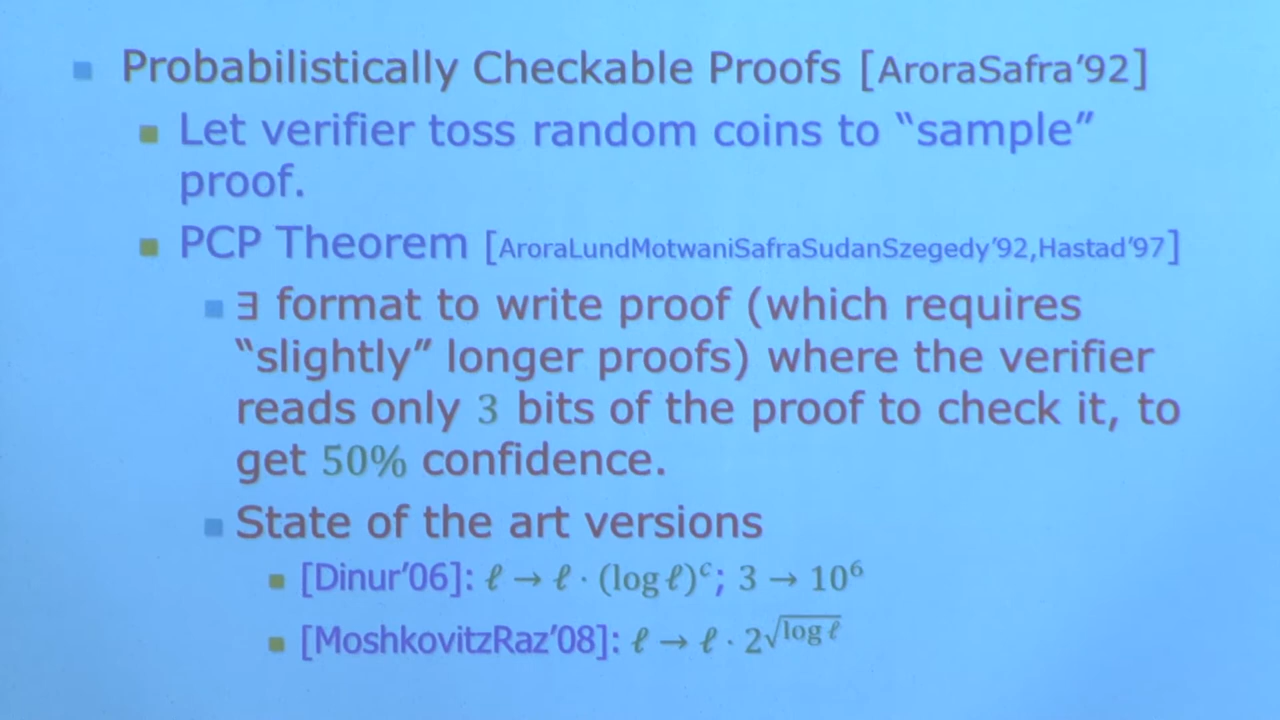 Probabilistically Checkable Proofs [AroraSafra’92]
Let verifier toss random coins to “sample”
proof.
PCP Theorem [AroraLundMotwaniSafraSudanSzegedy’92,Hastad’97]
∃ format to write proof (which requires
“slightly” longer proofs) where the verifier
reads only 3 bits of the proof to check it, to
get 50% confidence.
State of the art versions
[Dinur’06]: ℓ → ℓ · (log ℓ)ᶜ; 3 → 10⁶
[MoshkovitzRaz’08]: ℓ → ℓ · 2^√(log ℓ)